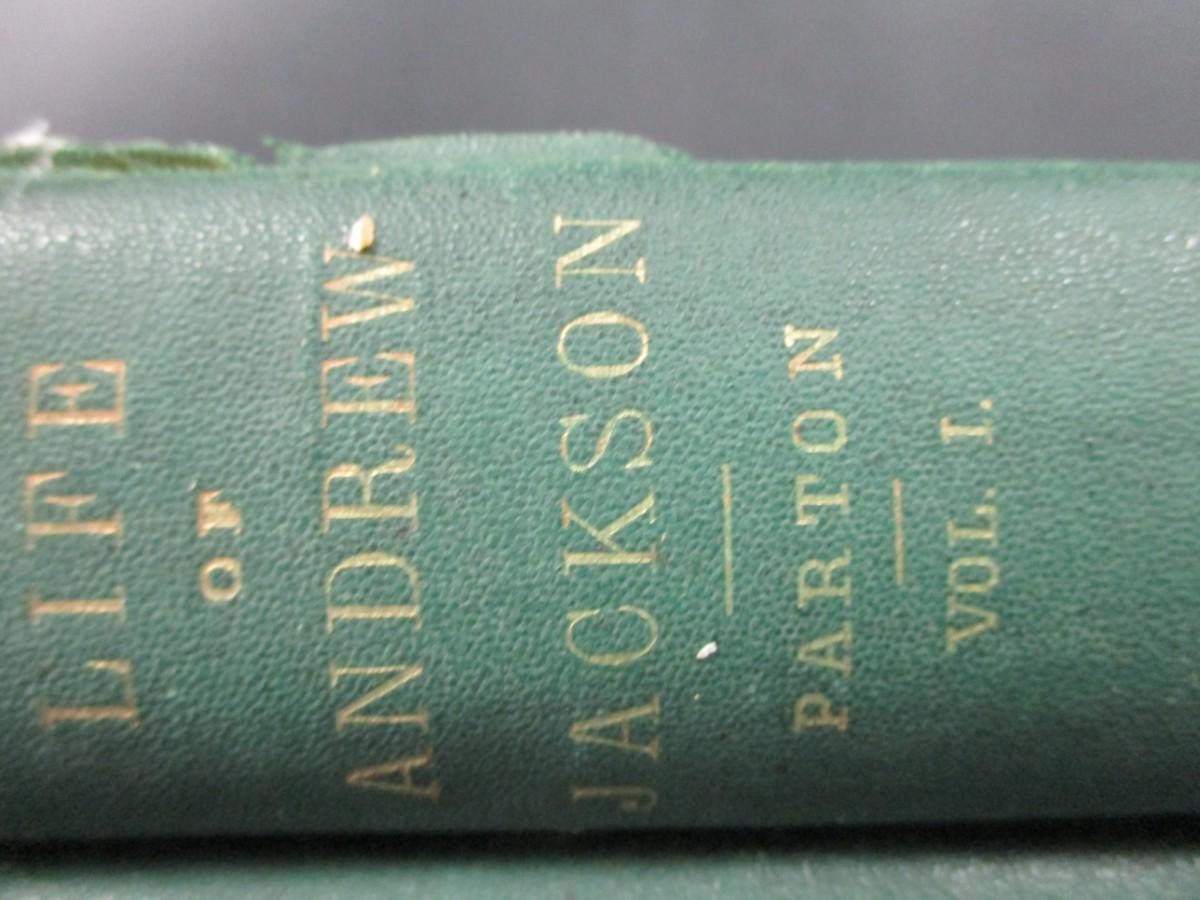 LIFE
OF
ANDREW
JACKSON
PARTON
VOL. I.